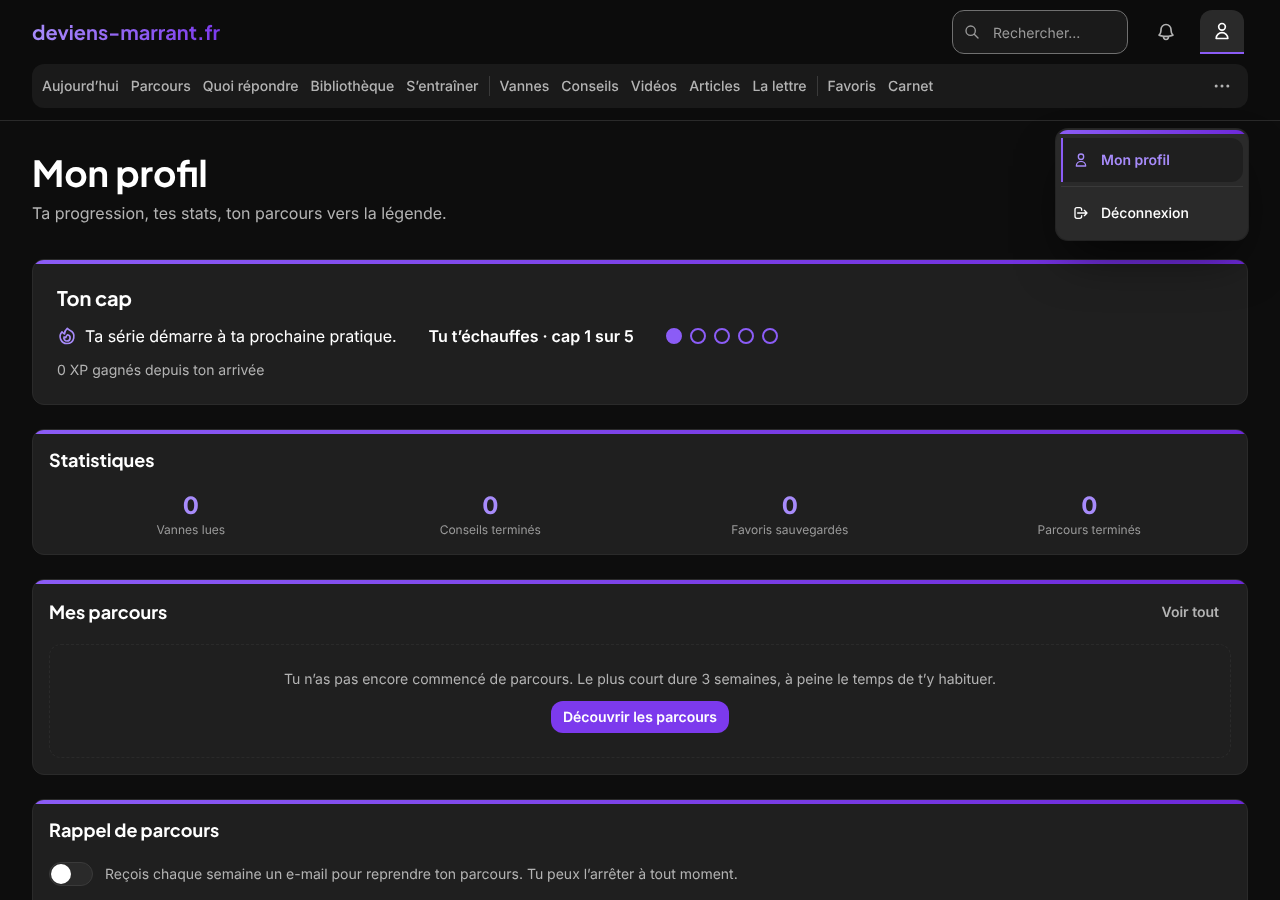 deviens-marrant.fr
Rechercher...
Aujourd’hui Parcours Quoi répondre Bibliothèque S’entraîner Vannes Conseils Vidéos Articles La lettre Favoris Carnet
Mon profil
Déconnexion
Mon profil
Ta progression, tes stats, ton parcours vers la légende.
Ton cap
Ta série démarre à ta prochaine pratique. Tu t’échauffes · cap 1 sur 5
0 XP gagnés depuis ton arrivée
Statistiques
0 0 0 0
Vannes lues Conseils terminés Favoris sauvegardés Parcours terminés
Mes parcours Voir tout
Tu n’as pas encore commencé de parcours. Le plus court dure 3 semaines, à peine le temps de t’y habituer.
Découvrir les parcours
Rappel de parcours
Reçois chaque semaine un e-mail pour reprendre ton parcours. Tu peux l’arrêter à tout moment.